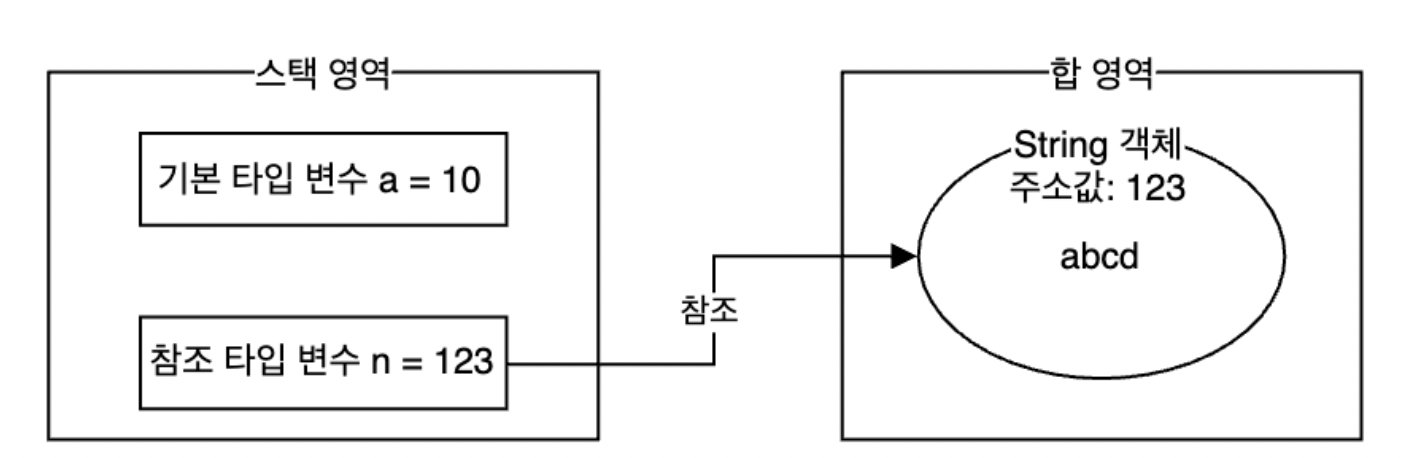 스택 영역
합 영역
기본 타입 변수 a = 10
String 객체
주소값: 123
abcd
참조
참조 타입 변수 n = 123